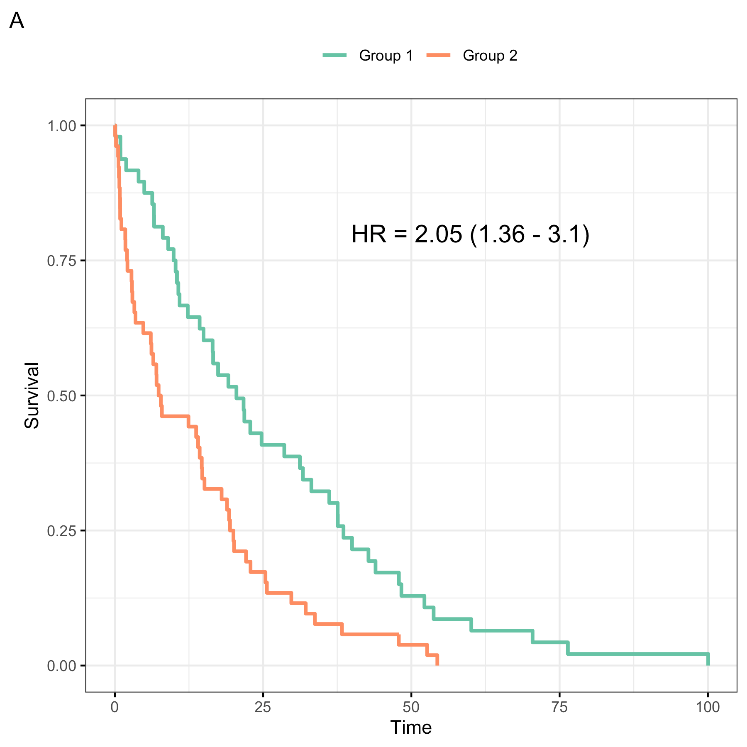 A
Group 1 Group 2
1.00
HR = 2.05 (1.36 - 3.1)
0.75
0.50
Survival
0.25
0.00
0 25 50 75 100
Time